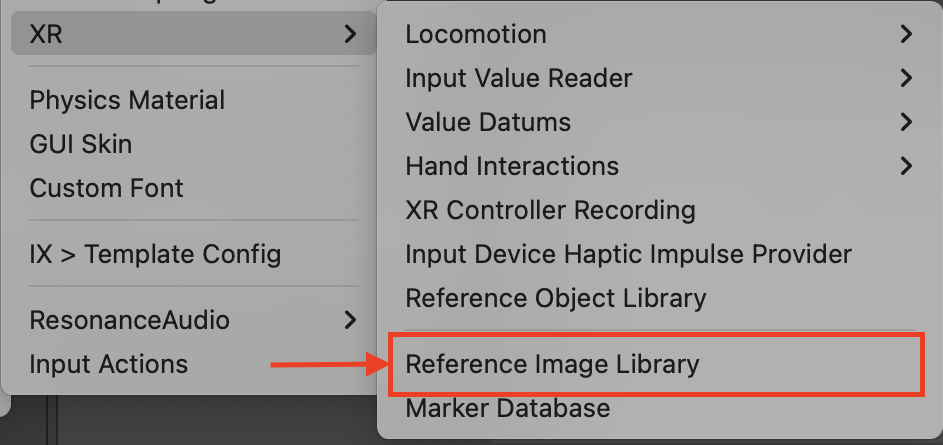 XR
Physics Material
GUI Skin
Custom Font
IX > Template Config
ResonanceAudio
Input Actions
Locomotion
Input Value Reader
Value Datums
Hand Interactions
XR Controller Recording
Input Device Haptic Impulse Provider
Reference Object Library
Reference Image Library
Marker Database